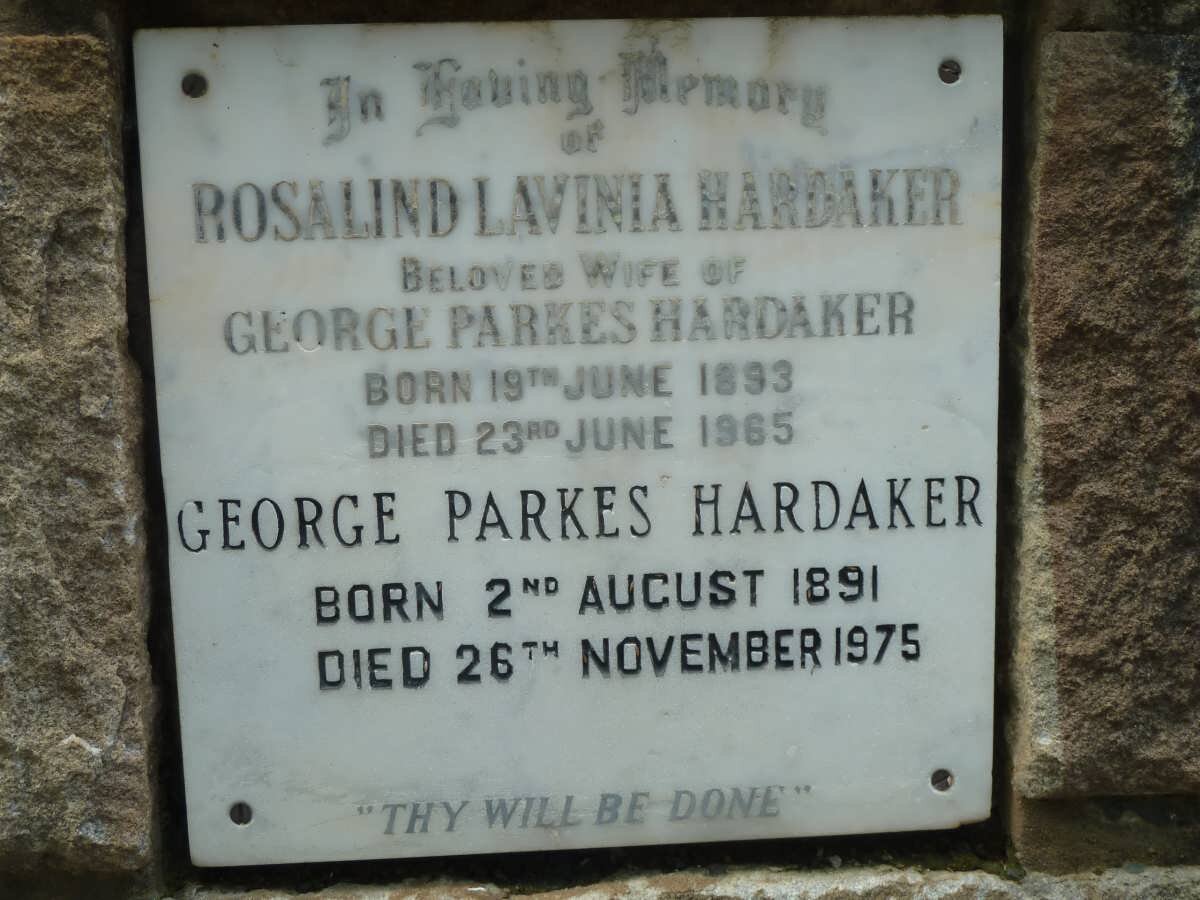 In Loving Memory
of
ROSALIND LAVINIA HARDAKER
BELOVED WIFE OF
GEORGE PARKES HARDAKER
BORN 19TH JUNE 1893
DIED 23RD JUNE 1965
GEORGE PARKES HARDAKER
BORN 2ND AUGUST 1891
DIED 26TH NOVEMBER 1975
"THY WILL BE DONE"